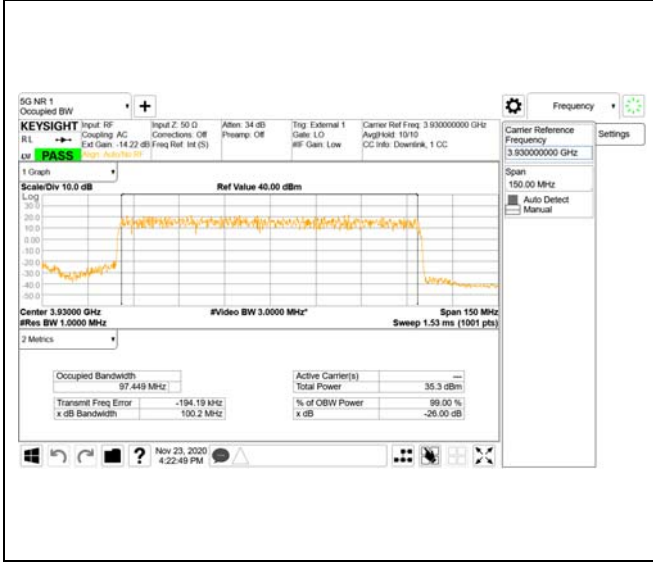 5G NR 1
Occupied BW
Frequency
KEYSIGHT
Input: RF
Coupling: AC
Ext Gain: -14.22 dB
Align: Auto/No RF
Input Z: 50 Ω
Corrections: Off
Freq Ref: Int (S)
Atten: 34 dB
Preamp: Off
Trig: External 1
Gate: LO
#IF Gain: Low
Carrier Ref Freq: 3.930000000 GHz
Avg|Hold: 10/10
CC Info: Downlink, 1 CC
R L
PASS
Carrier Reference
Frequency
3.930000000 GHz
Settings
Span
150.00 MHz
Auto Detect
Manual
1 Graph
Scale/Div 10.0 dB
Ref Value 40.00 dBm
Log
30.0
20.0
10.0
0.00
-10.0
-20.0
-30.0
-40.0
-50.0
Center 3.93000 GHz
#Video BW 3.0000 MHz*
Span 150 MHz
#Res BW 1.0000 MHz
Sweep 1.53 ms (1001 pts)
2 Metrics
Occupied Bandwidth
97.449 MHz
Active Carrier(s)
---
Total Power
35.3 dBm
Transmit Freq Error
-194.19 kHz
% of OBW Power
99.00 %
x dB Bandwidth
100.2 MHz
x dB
-26.00 dB
?
Nov 23, 2020
4:22:49 PM